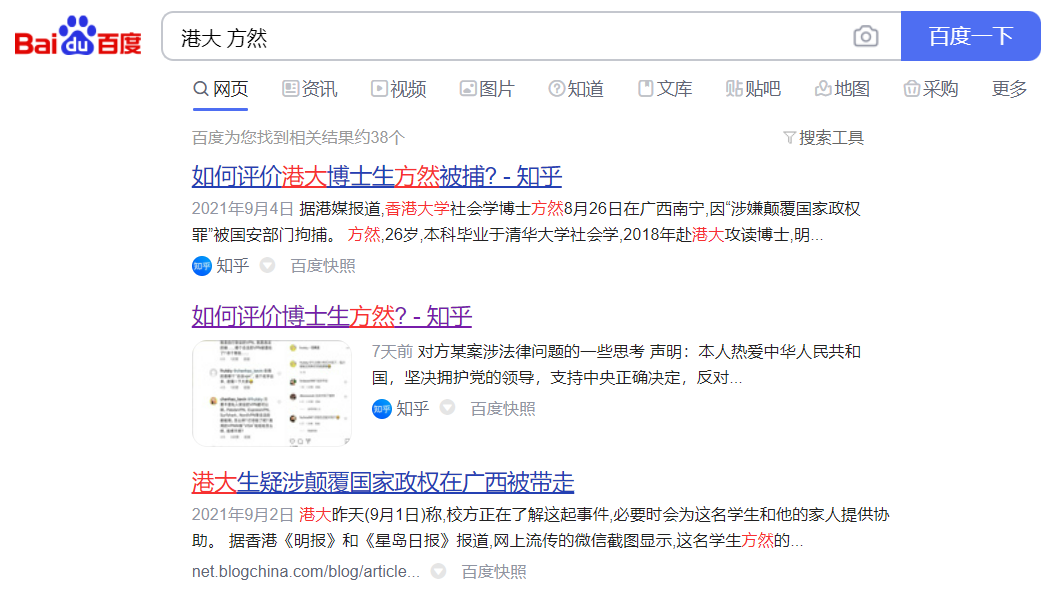 Baidu百度
港大 方然
百度一下
网页 资讯 视频 图片 知道 文库 贴吧 地图 采购 更多
百度为您找到相关结果约38个
搜索工具
如何评价港大博士生方然被捕? - 知乎
2021年9月4日 据港媒报道,香港大学社会学博士方然8月26日在广西南宁,因“涉嫌颠覆国家政权
罪”被国安部门拘捕。 方然,26岁,本科毕业于清华大学社会学,2018年赴港大攻读博士,明...
知乎 百度快照
如何评价博士生方然? - 知乎
7天前 对方某案涉法律问题的一些思考 声明：本人热爱中华人民共和
国，坚决拥护党的领导，支持中央正确决定，反对...
知乎 百度快照
港大生疑涉颠覆国家政权在广西被带走
2021年9月2日 港大昨天(9月1日)称,校方正在了解这起事件,必要时会为这名学生和他的家人提供协
助。 据香港《明报》和《星岛日报》报道,网上流传的微信截图显示,这名学生方然的...
net.blogchina.com/blog/article... 百度快照